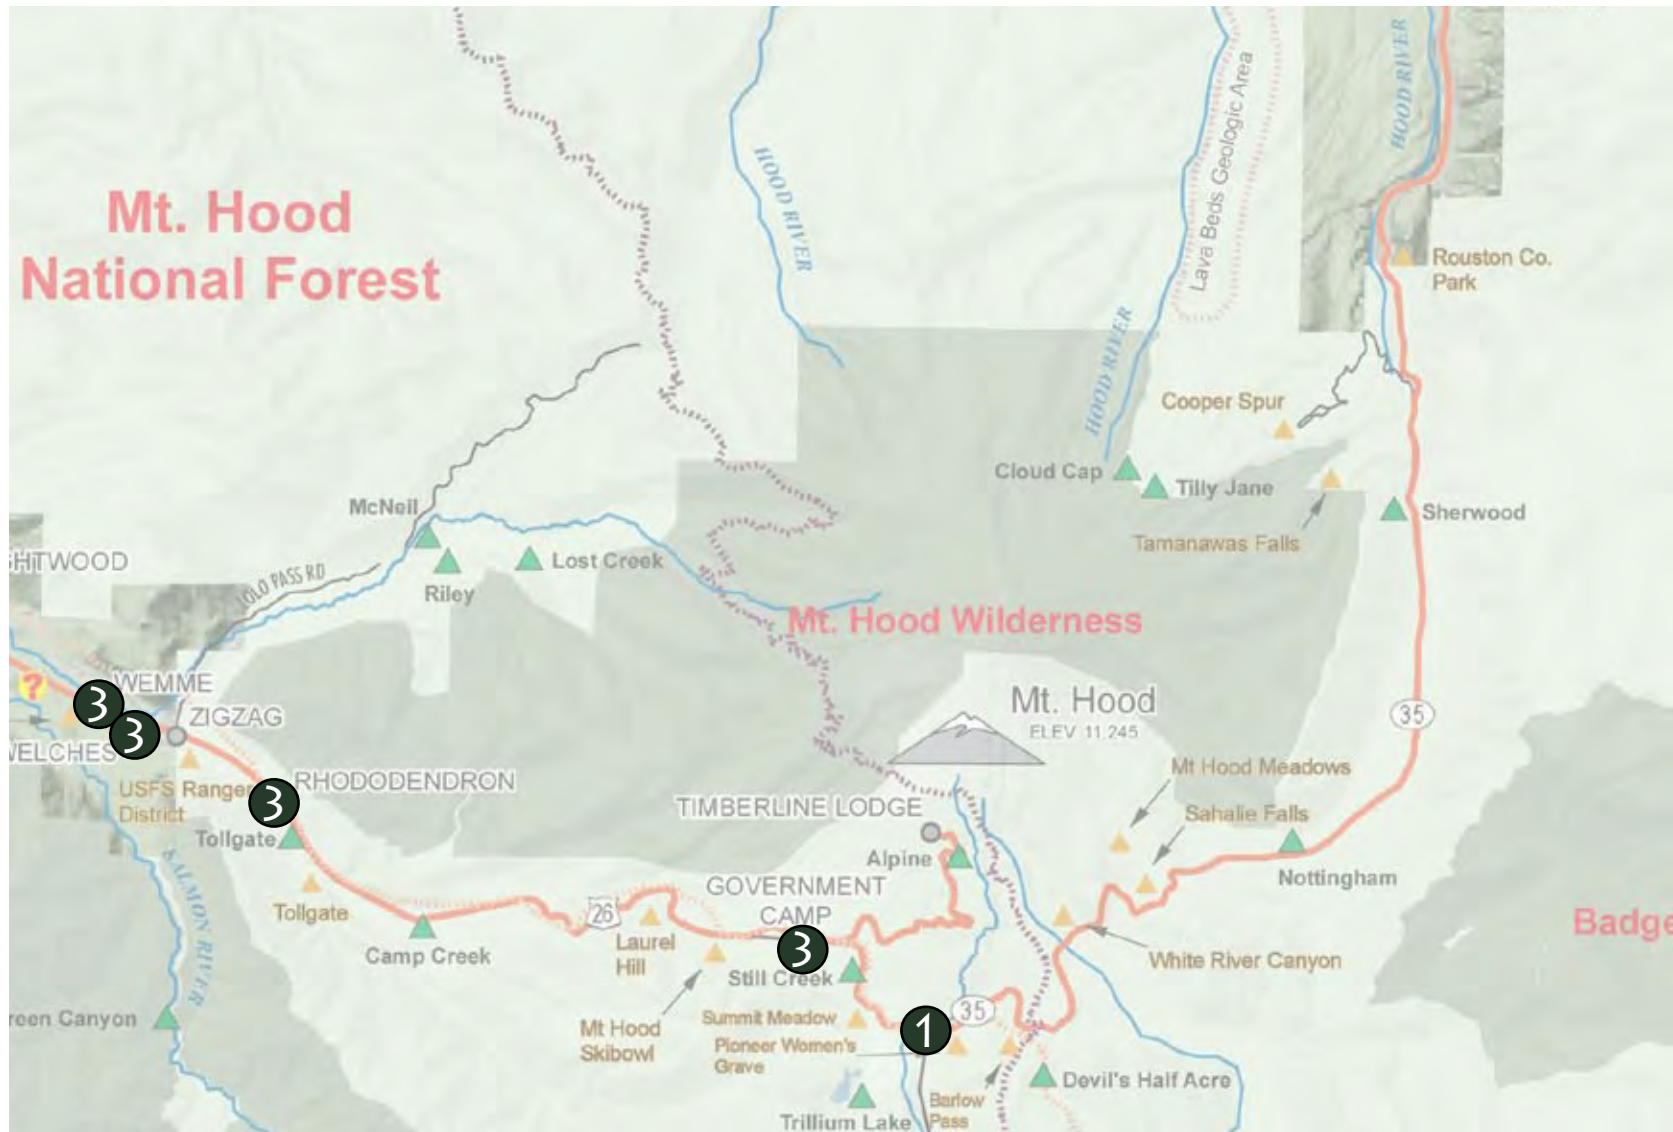 HOOD RIVER
Lava Beds Geologic Area
HOOD RIVER
Mt. Hood
National Forest
Rouston Co.
Park
HOOD RIVER
Cooper Spur
Cloud Cap
Tilly Jane
McNeil
Sherwood
Tamanawas Falls
HTWOOD
Lost Creek
LOLO PASS RD
Riley
Mt. Hood Wilderness
?
WEMME
3
3
ZIGZAG
Mt. Hood
ELEV 11,245
35
WELCHES
USFS Ranger
District
3
RHODODENDRON
TIMBERLINE LODGE
Mt Hood Meadows
Sahalie Falls
Tollgate
Alpine
SALMON RIVER
Nottingham
GOVERNMENT
CAMP
Tollgate
26
Laurel
Hill
3
Camp Creek
Still Creek
White River Canyon
Badge
reen Canyon
Mt Hood
Skibowl
Summit Meadow
1
35
Pioneer Women's
Grave
Devil's Half Acre
Barlow
Pass
Trillium Lake